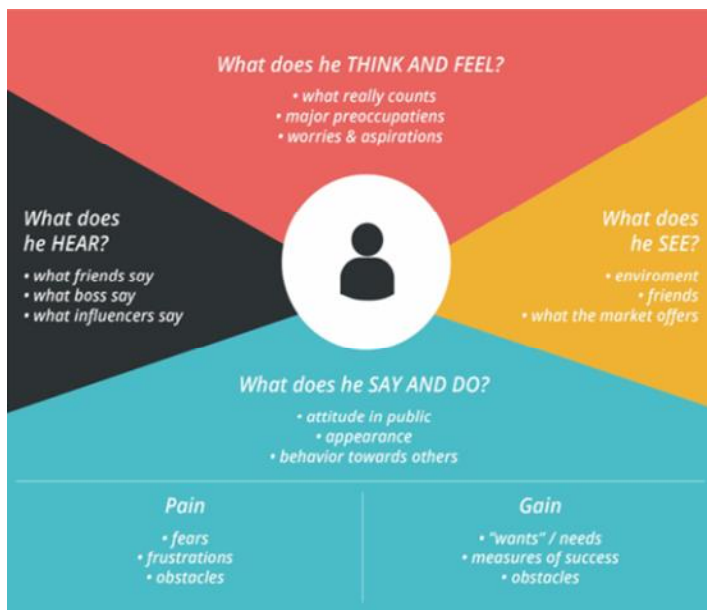 What does he THINK AND FEEL?
• what really counts
• major preoccupatiens
• worries & aspirations
What does
he HEAR?
• what friends say
• what boss say
• what influencers say
What does
he SEE?
• enviroment
• friends
• what the market offers
What does he SAY AND DO?
• attitude in public
• appearance
• behavior towards others
Pain
• fears
• frustrations
• obstacles
Gain
• "wants" / needs
• measures of success
• obstacles